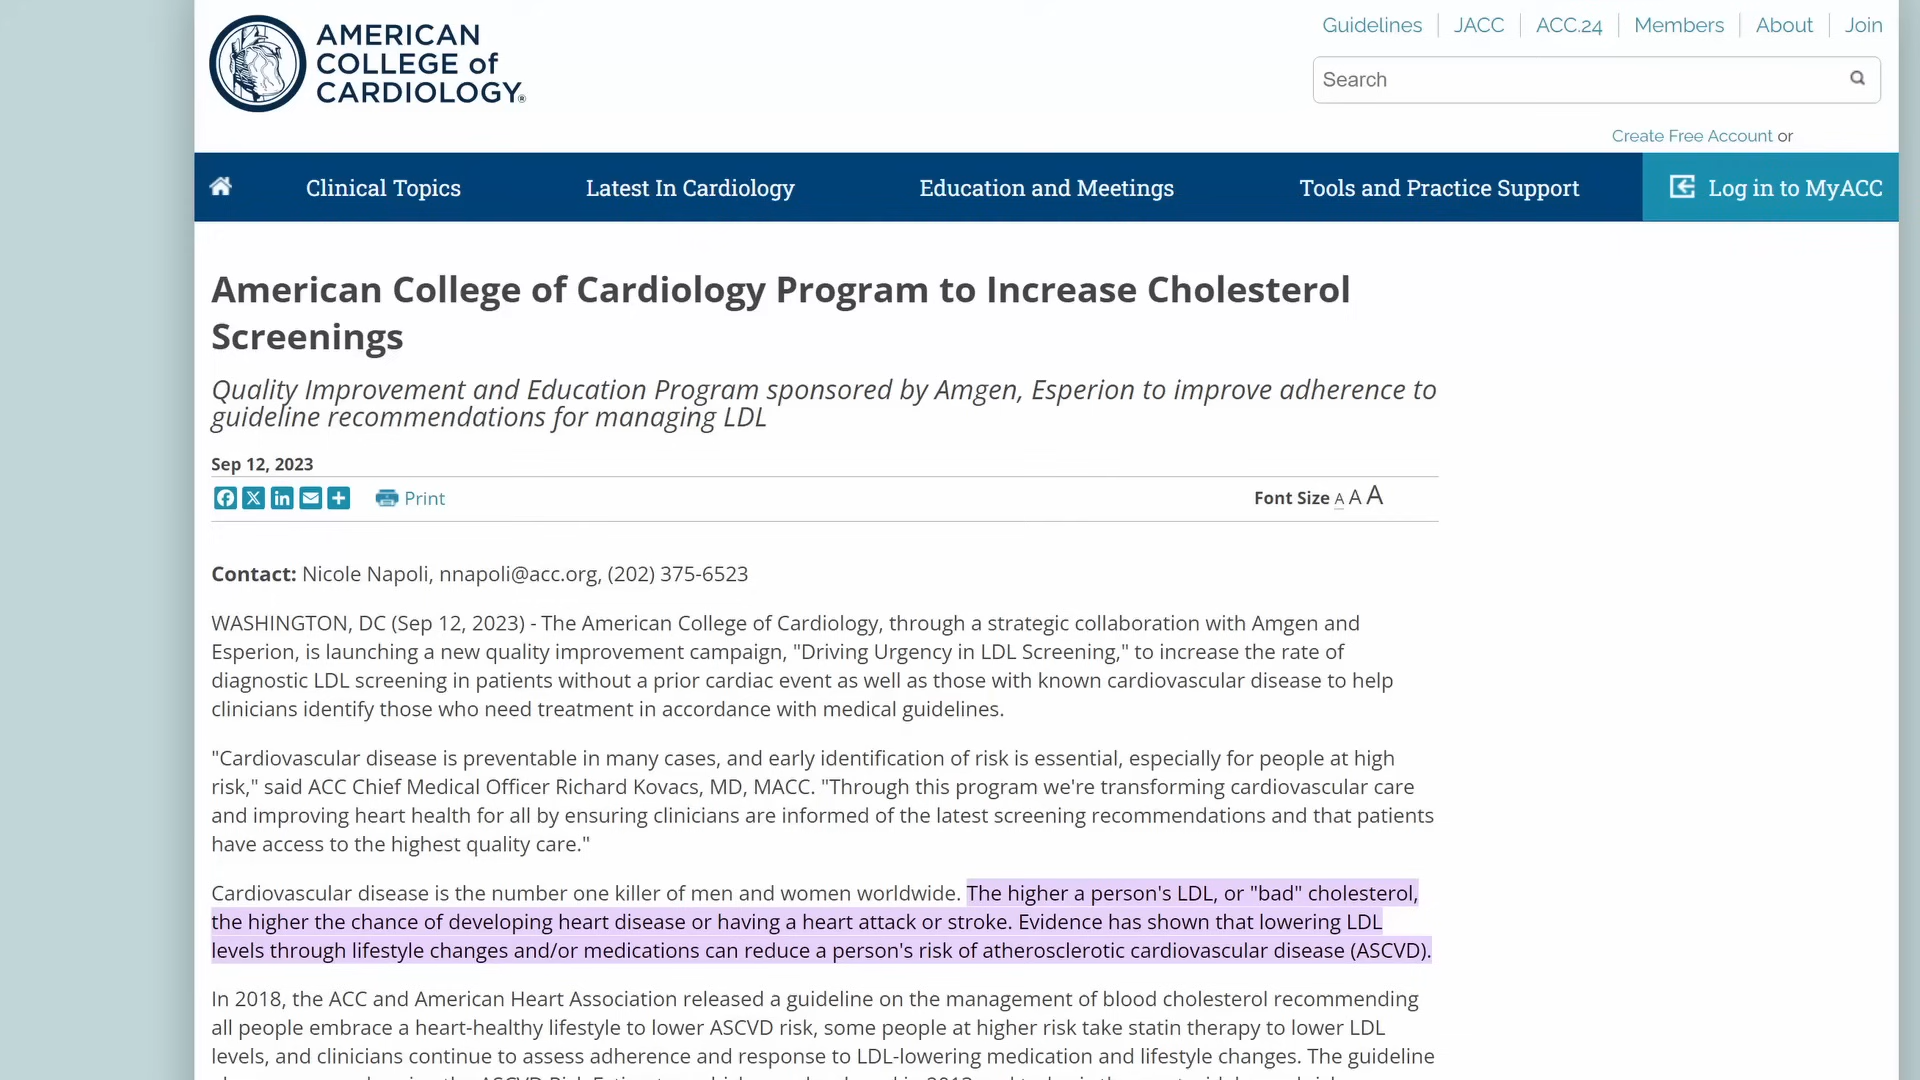 AMERICAN
COLLEGE of
CARDIOLOGY®
Guidelines
JACC
ACC.24
Members
About
Join
Search
Create Free Account or
Clinical Topics
Latest In Cardiology
Education and Meetings
Tools and Practice Support
Log in to MyACC
American College of Cardiology Program to Increase Cholesterol
Screenings
Quality Improvement and Education Program sponsored by Amgen, Esperion to improve adherence to
guideline recommendations for managing LDL
Sep 12, 2023
Print
Font Size A A A
Contact: Nicole Napoli, nnapoli@acc.org, (202) 375-6523
WASHINGTON, DC (Sep 12, 2023) - The American College of Cardiology, through a strategic collaboration with Amgen and
Esperion, is launching a new quality improvement campaign, "Driving Urgency in LDL Screening," to increase the rate of
diagnostic LDL screening in patients without a prior cardiac event as well as those with known cardiovascular disease to help
clinicians identify those who need treatment in accordance with medical guidelines.
"Cardiovascular disease is preventable in many cases, and early identification of risk is essential, especially for people at high
risk," said ACC Chief Medical Officer Richard Kovacs, MD, MACC. "Through this program we're transforming cardiovascular care
and improving heart health for all by ensuring clinicians are informed of the latest screening recommendations and that patients
have access to the highest quality care."
Cardiovascular disease is the number one killer of men and women worldwide. The higher a person's LDL, or "bad" cholesterol,
the higher the chance of developing heart disease or having a heart attack or stroke. Evidence has shown that lowering LDL
levels through lifestyle changes and/or medications can reduce a person's risk of atherosclerotic cardiovascular disease (ASCVD).
In 2018, the ACC and American Heart Association released a guideline on the management of blood cholesterol recommending
all people embrace a heart-healthy lifestyle to lower ASCVD risk, some people at higher risk take statin therapy to lower LDL
levels, and clinicians continue to assess adherence and response to LDL-lowering medication and lifestyle changes. The guideline